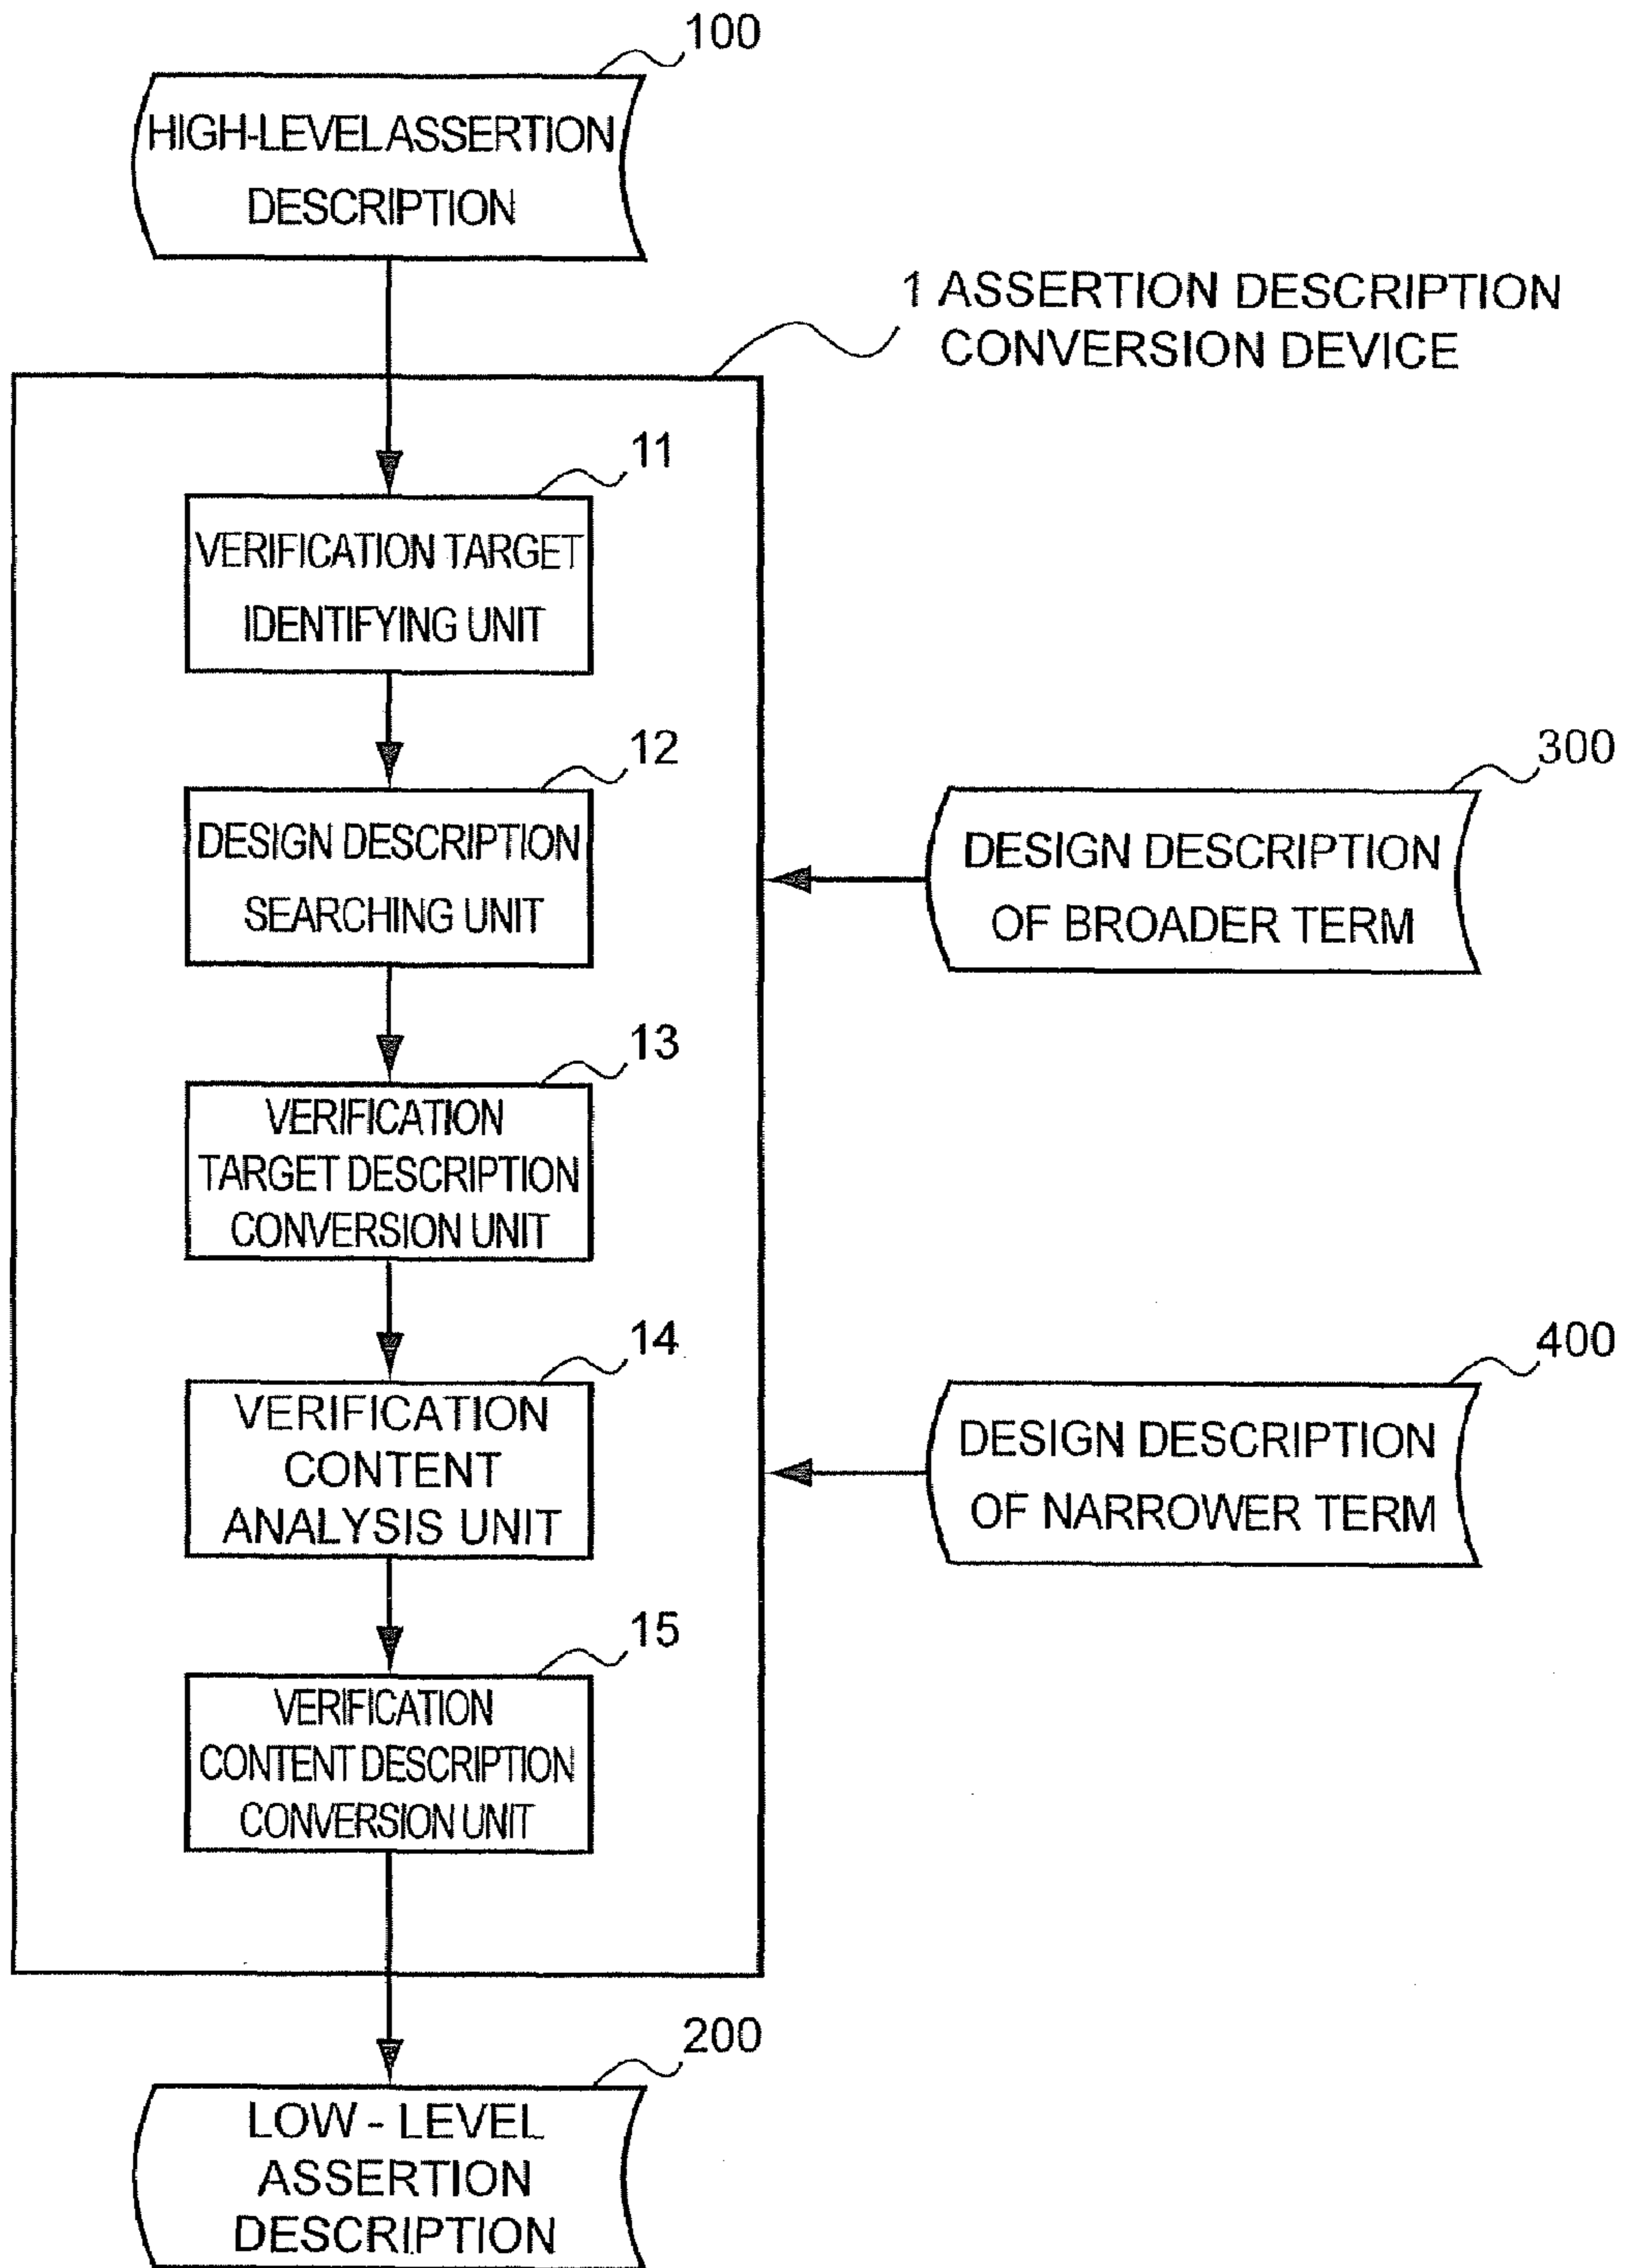 100
HIGH-LEVEL ASSERTION
DESCRIPTION
1 ASSERTION DESCRIPTION
CONVERSION DEVICE
11
VERIFICATION TARGET
IDENTIFYING UNIT
12
DESIGN DESCRIPTION
SEARCHING UNIT
300
DESIGN DESCRIPTION
OF BROADER TERM
13
VERIFICATION
TARGET DESCRIPTION
CONVERSION UNIT
14
VERIFICATION
CONTENT
ANALYSIS UNIT
400
DESIGN DESCRIPTION
OF NARROWER TERM
15
VERIFICATION
CONTENT DESCRIPTION
CONVERSION UNIT
200
LOW - LEVEL
ASSERTION
DESCRIPTION